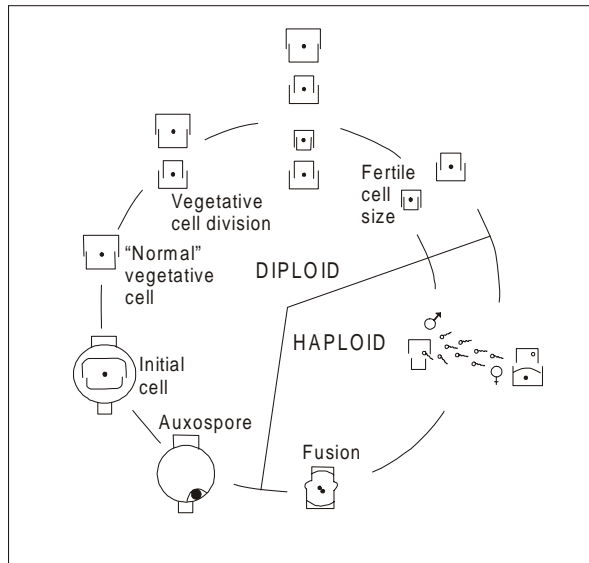 Fertile
cell
size
Vegetative
cell division
“Normal”
vegetative
cell
DIPLOID
HAPLOID
♂
♀
Initial
cell
Auxospore
Fusion